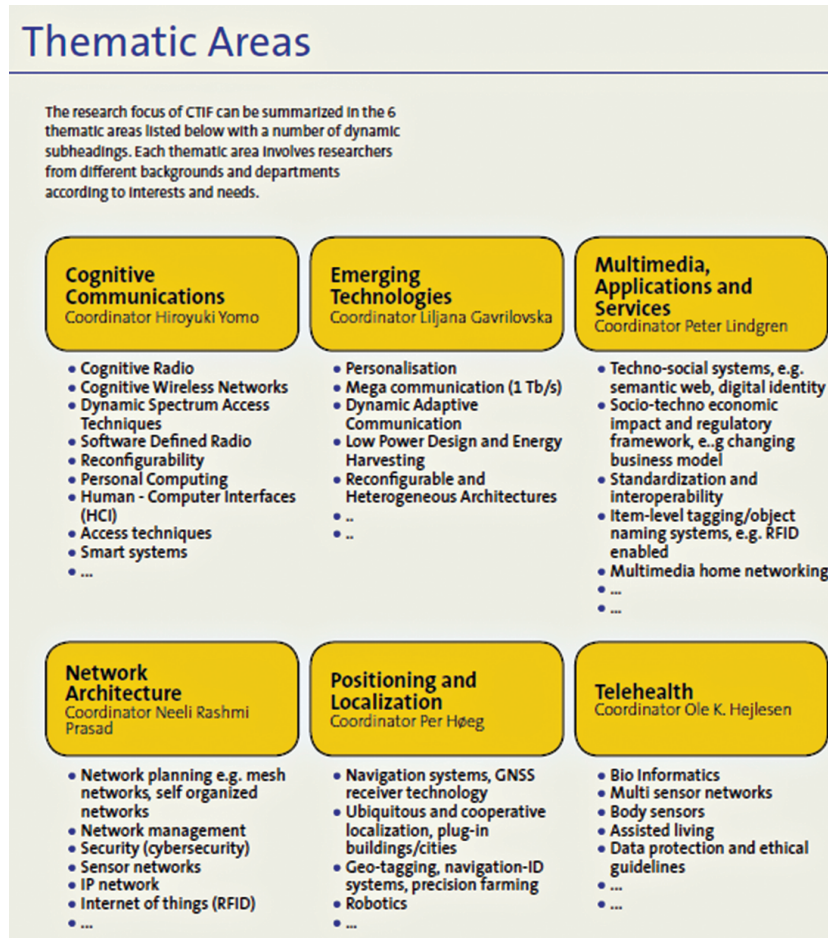 Thematic Areas
The research focus of CTIF can be summarized in the 6
thematic areas listed below with a number of dynamic
subheadings. Each thematic area involves researchers
from different backgrounds and departments
according to interests and needs.
Cognitive
Communications
Coordinator Hiroyuki Yomo
• Cognitive Radio
• Cognitive Wireless Networks
• Dynamic Spectrum Access
Techniques
• Software Defined Radio
• Reconfigurability
• Personal Computing
• Human - Computer Interfaces
(HCI)
• Access techniques
• Smart systems
• ...
Emerging
Technologies
Coordinator Liljana Gavrilovska
• Personalisation
• Mega communication (1 Tb/s)
• Dynamic Adaptive
Communication
• Low Power Design and Energy
Harvesting
• Reconfigurable and
Heterogeneous Architectures
• ..
• ..
Multimedia,
Applications and
Services
Coordinator Peter Lindgren
• Techno-social systems, e.g.
semantic web, digital identity
• Socio-techno economic
impact and regulatory
framework, e..g changing
business model
• Standardization and
interoperability
• Item-level tagging/object
naming systems, e.g. RFID
enabled
• Multimedia home networking
• ...
• ...
Network
Architecture
Coordinator Neeli Rashmi
Prasad
• Network planning e.g. mesh
networks, self organized
networks
• Network management
• Security (cybersecurity)
• Sensor networks
• IP network
• Internet of things (RFID)
• ...
Positioning and
Localization
Coordinator Per Høeg
• Navigation systems, GNSS
receiver technology
• Ubiquitous and cooperative
localization, plug-in
buildings/cities
• Geo-tagging, navigation-ID
systems, precision farming
• Robotics
• ...
Telehealth
Coordinator Ole K. Hejlesen
• Bio Informatics
• Multi sensor networks
• Body sensors
• Assisted living
• Data protection and ethical
guidelines
• ...
• ...